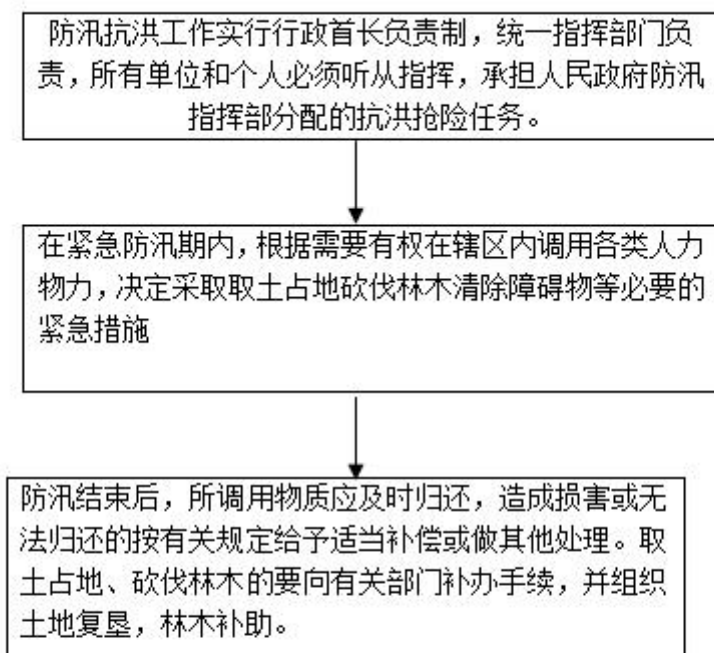 防汛抗洪工作实行行政首长负责制，统一指挥部门负
责，所有单位和个人必须听从指挥，承担人民政府防汛
指挥部分配的抗洪抢险任务。
在紧急防汛期内，根据需要有权在辖区内调用各类人力
物力，决定采取取土占地砍伐林木清除障碍物等必要的
紧急措施
防汛结束后，所调用物质应及时归还，造成损害或无
法归还的按有关规定给予适当补偿或做其他处理。取
土占地、砍伐林木的要向有关部门补办手续，并组织
土地复垦，林木补助。